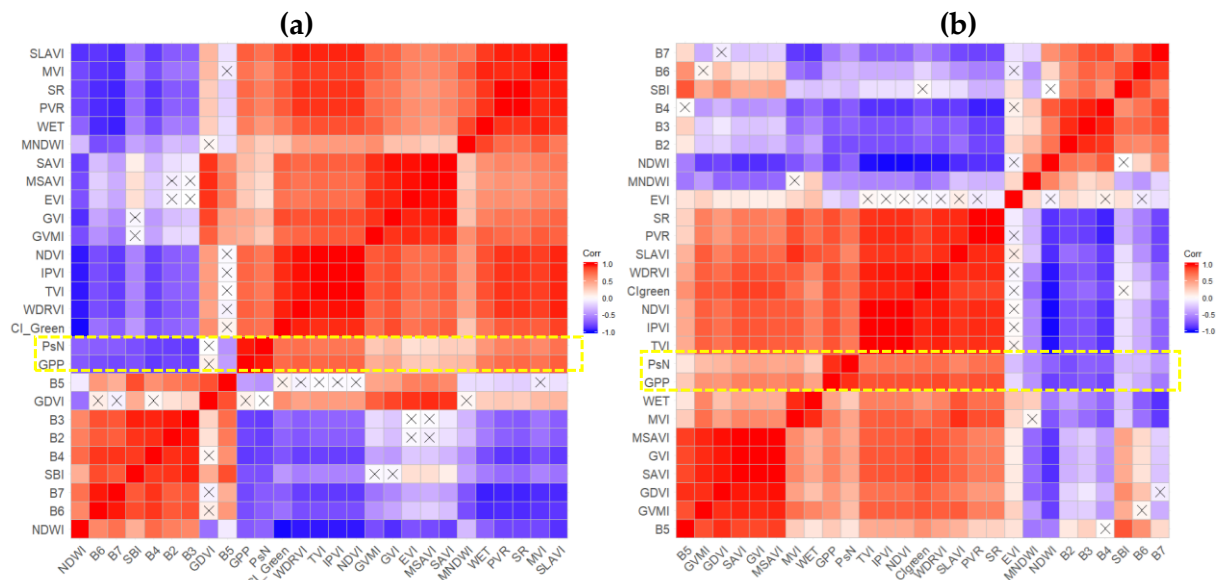 (a)
SLAVI
MVI
SR
PVR
WET
MNDWI
SAVI
MSAVI
EVI
GVI
GVMI
NDVI
IPVI
TVI
WDRVI
CI_Green
PsN
GPP
B5
GDVI
B3
B2
B4
SBI
B7
B6
NDWI
NDWI B6 B7 SBI B4 B2 B3 GDVI B5 GPP PsN CI_Green WDRVI TVI IPVI NDVI GVMI GVI EVI MSAVI SAVI MNDWI WET PVR SR MVI SLAVI
Corr
1.0
0.5
0.0
-0.5
-1.0
(b)
B7
B6
SBI
B4
B3
B2
NDWI
MNDWI
EVI
SR
PVR
SLAVI
WDRVI
CIgreen
NDVI
IPVI
TVI
PsN
GPP
WET
MVI
MSAVI
GVI
SAVI
GDVI
GVMI
B5
B5 GVMI GDVI SAVI GVI MSAVI MVI WET GPP PsN TVI IPVI NDVI CIgreen WDRVI SLAVI PVR SR EVI MNDWI NDWI B2 B3 B4 SBI B6 B7
Corr
1.0
0.5
0.0
-0.5
-1.0